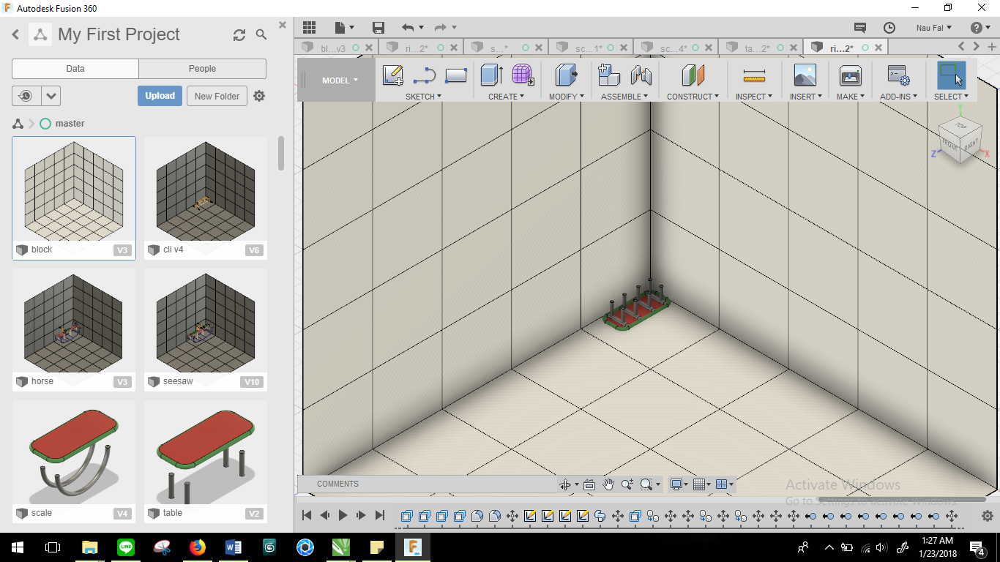 Autodesk Fusion 360
My First Project
Data People
Upload New Folder
master
block V3
cli v4 V6
horse V3
seesaw V10
scale V4
table V2
Nau Fal
bl...v3 ri...2* s...* sc...1* sc...4* ta...2* ri...2*
MODEL SKETCH CREATE MODIFY ASSEMBLE CONSTRUCT INSPECT INSERT MAKE ADD-INS SELECT
Y
TOP
FRONT RIGHT
Z X
COMMENTS
Activate Windows
Go to Settings to activate Windows.
1:27 AM
1/23/2018
4